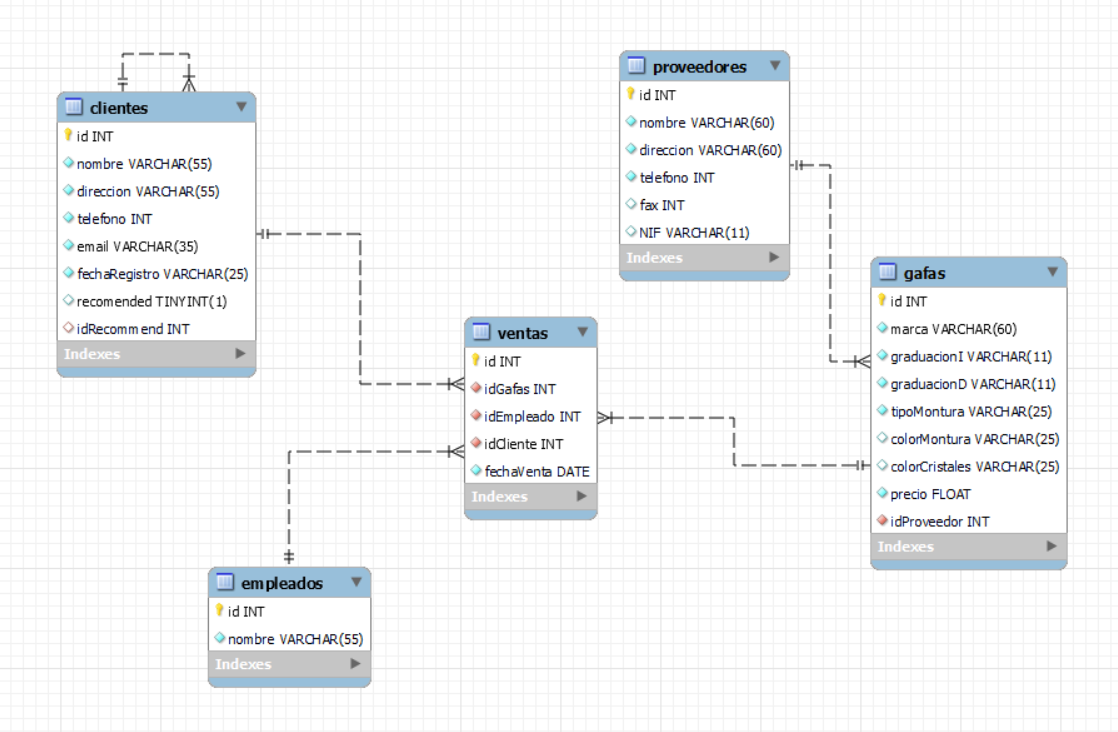 clientes
id INT
nombre VARCHAR(55)
direccion VARCHAR(55)
telefono INT
email VARCHAR(35)
fechaRegistro VARCHAR(25)
recomended TINYINT(1)
idRecommend INT
Indexes
proveedores
id INT
nombre VARCHAR(60)
direccion VARCHAR(60)
telefono INT
fax INT
NIF VARCHAR(11)
Indexes
gafas
id INT
marca VARCHAR(60)
graduacionI VARCHAR(11)
graduacionD VARCHAR(11)
tipoMontura VARCHAR(25)
colorMontura VARCHAR(25)
colorCristales VARCHAR(25)
precio FLOAT
idProveedor INT
Indexes
ventas
id INT
idGafas INT
idEmpleado INT
idCliente INT
fechaVenta DATE
Indexes
empleados
id INT
nombre VARCHAR(55)
Indexes